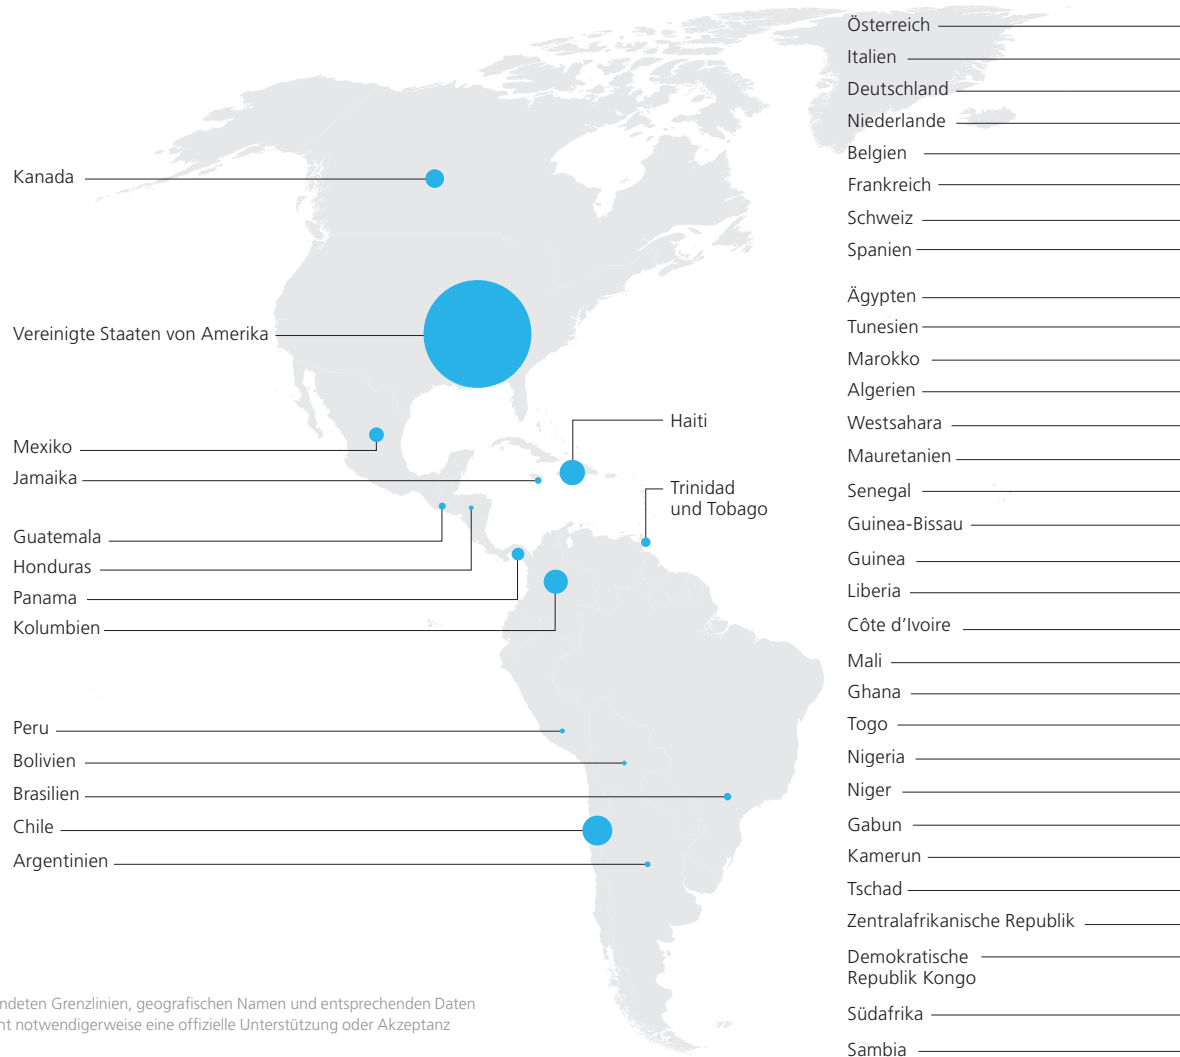 Kanada
Vereinigte Staaten von Amerika
Mexiko
Jamaika
Guatemala
Honduras
Panama
Kolumbien
Peru
Bolivien
Brasilien
Chile
Argentinien
Haiti
Trinidad
und Tobago
Österreich
Italien
Deutschland
Niederlande
Belgien
Frankreich
Schweiz
Spanien
Ägypten
Tunesien
Marokko
Algerien
Westsahara
Mauretanien
Senegal
Guinea-Bissau
Guinea
Liberia
Côte d’Ivoire
Mali
Ghana
Togo
Nigeria
Niger
Gabun
Kamerun
Tschad
Zentralafrikanische Republik
Demokratische
Republik Kongo
Südafrika
Sambia
ndeten Grenzlinien, geografischen Namen und entsprechenden Daten
nt notwendigerweise eine offizielle Unterstützung oder Akzeptanz